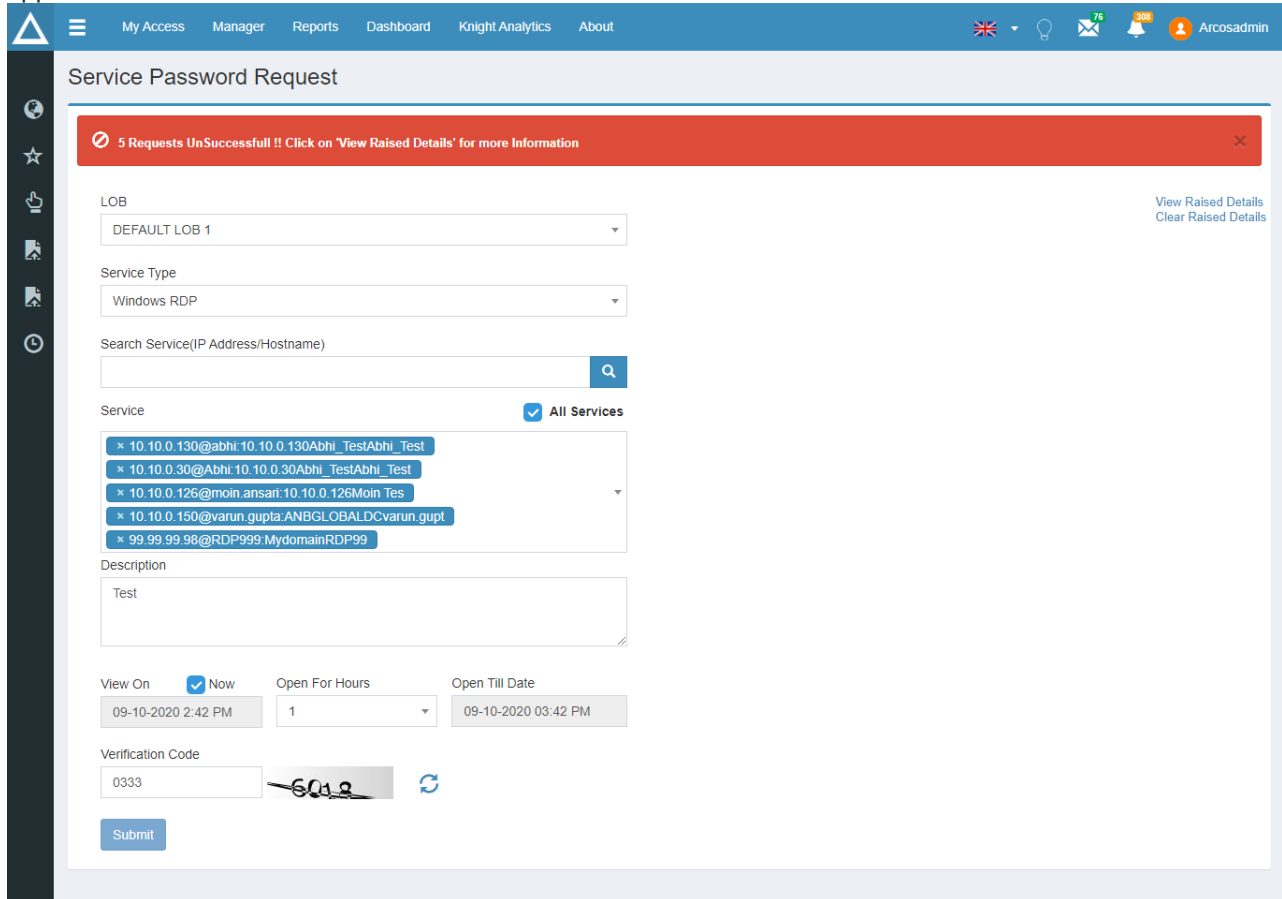 My Access Manager Reports Dashboard Knight Analytics About 76 308 Arcosadmin
Service Password Request
5 Requests UnSuccessfull !! Click on 'View Raised Details' for more Information ×
LOB
View Raised Details
DEFAULT LOB 1
Clear Raised Details
Service Type
Windows RDP
Search Service(IP Address/Hostname)
Service All Services
× 10.10.0.130@abhi:10.10.0.130Abhi_TestAbhi_Test
× 10.10.0.30@Abhi:10.10.0.30Abhi_TestAbhi_Test
× 10.10.0.126@moin.ansari:10.10.0.126Moin Tes
× 10.10.0.150@varun.gupta:ANBGLOBALDCvarun.gupt
× 99.99.99.98@RDP999:MydomainRDP99
Description
Test
View On Now Open For Hours Open Till Date
09-10-2020 2:42 PM 1 09-10-2020 03:42 PM
Verification Code
0333 6018
Submit